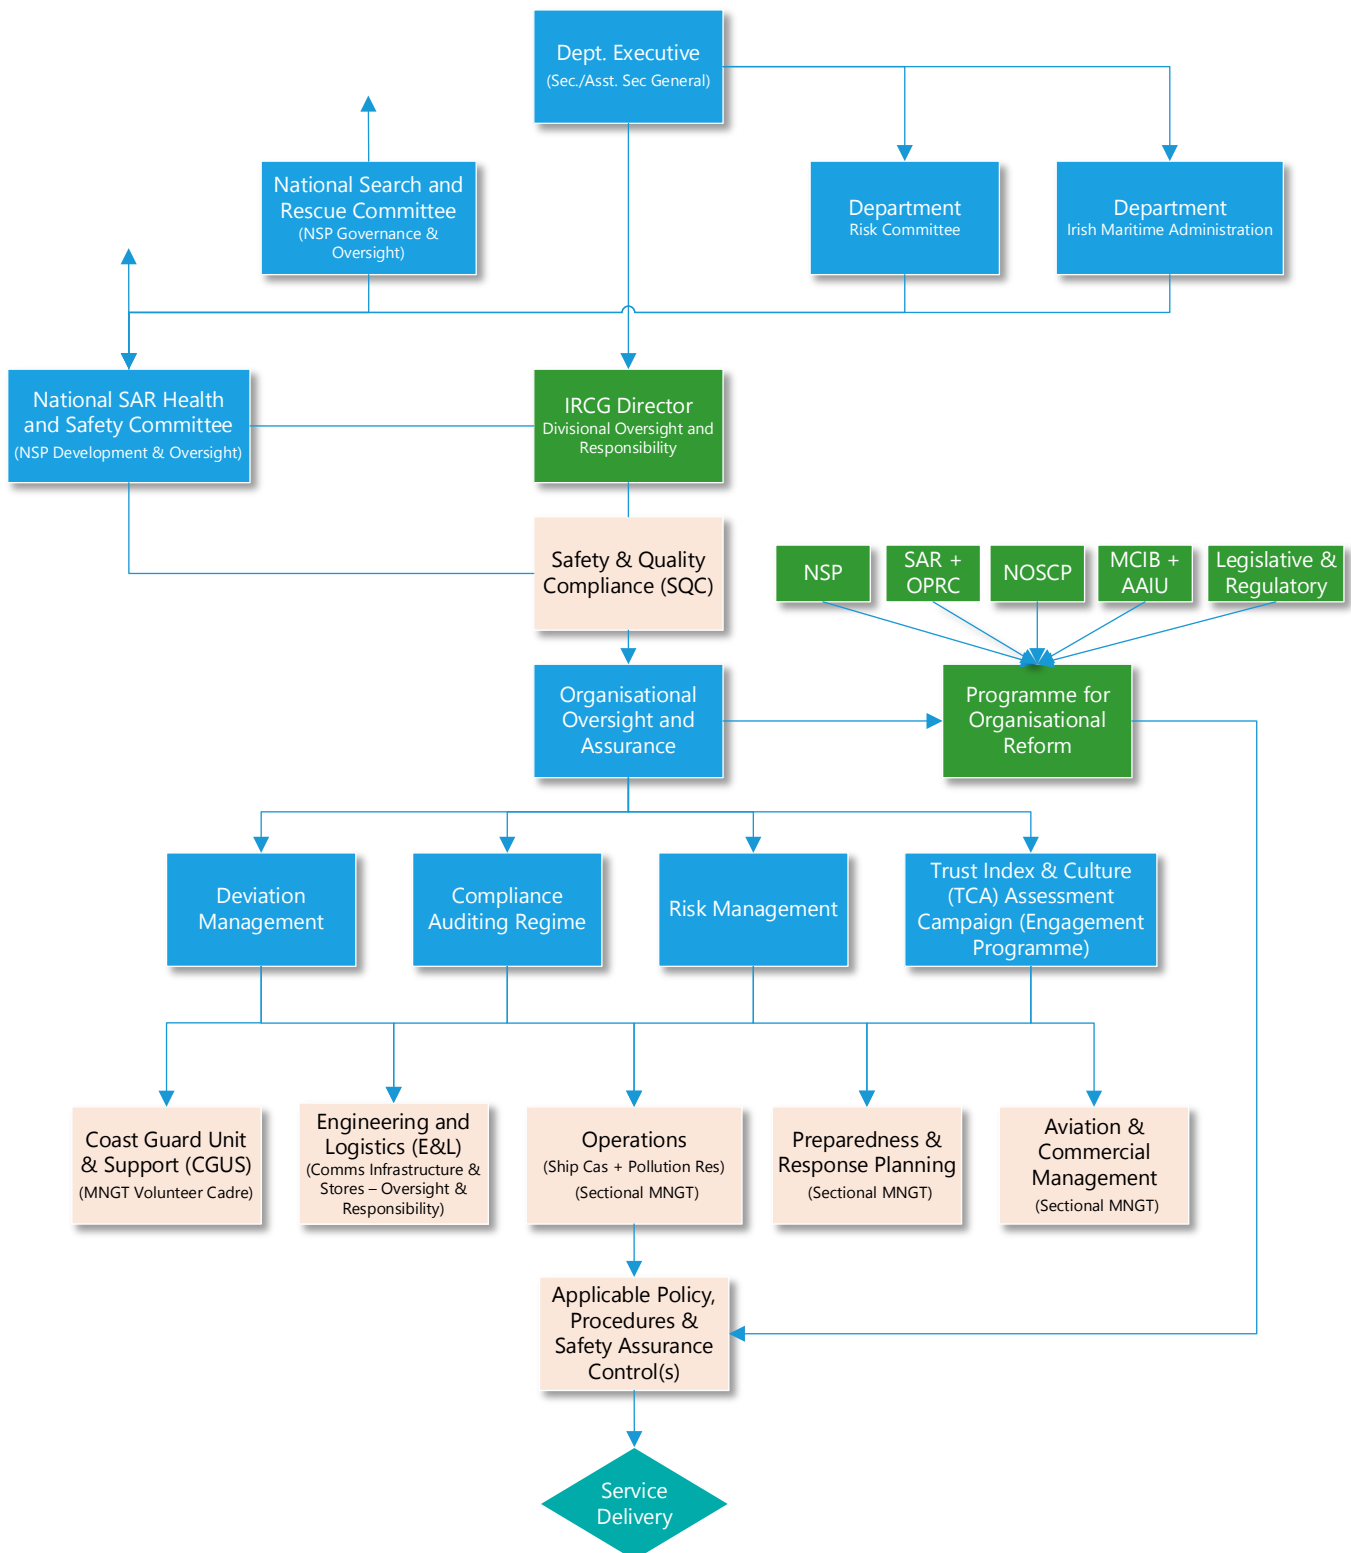 Dept. Executive
(Sec./Asst. Sec General)
National Search and
Rescue Committee
(NSP Governance &
Oversight)
Department
Risk Committee
Department
Irish Maritime Administration
National SAR Health
and Safety Committee
(NSP Development & Oversight)
IRCG Director
Divisional Oversight and
Responsibility
Safety & Quality
Compliance (SQC)
NSP
SAR +
OPRC
NOSCP
MCIB +
AAIU
Legislative &
Regulatory
Organisational
Oversight and
Assurance
Programme for
Organisational
Reform
Deviation
Management
Compliance
Auditing Regime
Risk Management
Trust Index & Culture
(TCA) Assessment
Campaign (Engagement
Programme)
Coast Guard Unit
& Support (CGUS)
(MNGT Volunteer Cadre)
Engineering and
Logistics (E&L)
(Comms Infrastructure &
Stores – Oversight &
Responsibility)
Operations
(Ship Cas + Pollution Res)
(Sectional MNGT)
Preparedness &
Response Planning
(Sectional MNGT)
Aviation &
Commercial
Management
(Sectional MNGT)
Applicable Policy,
Procedures &
Safety Assurance
Control(s)
Service
Delivery